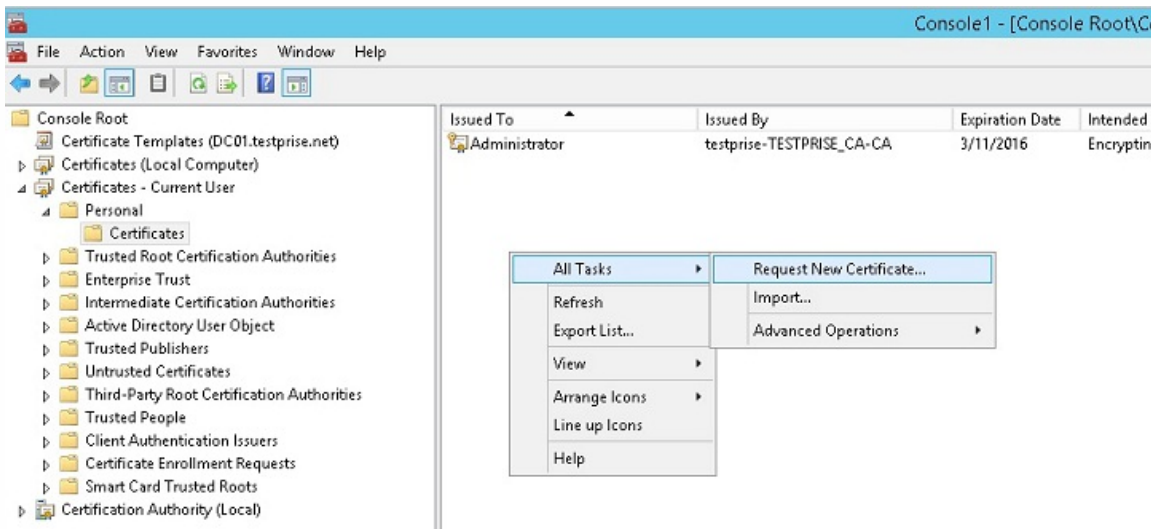 Console1 - [Console Root\C
File Action View Favorites Window Help
Console Root
Certificate Templates (DC01.testprise.net)
Certificates (Local Computer)
Certificates - Current User
Personal
Certificates
Trusted Root Certification Authorities
Enterprise Trust
Intermediate Certification Authorities
Active Directory User Object
Trusted Publishers
Untrusted Certificates
Third-Party Root Certification Authorities
Trusted People
Client Authentication Issuers
Certificate Enrollment Requests
Smart Card Trusted Roots
Certification Authority (Local)
Issued To Issued By Expiration Date Intended
Administrator testprise-TESTPRISE_CA-CA 3/11/2016 Encryptin
All Tasks
Refresh
Export List...
View
Arrange Icons
Line up Icons
Help
Request New Certificate...
Import...
Advanced Operations